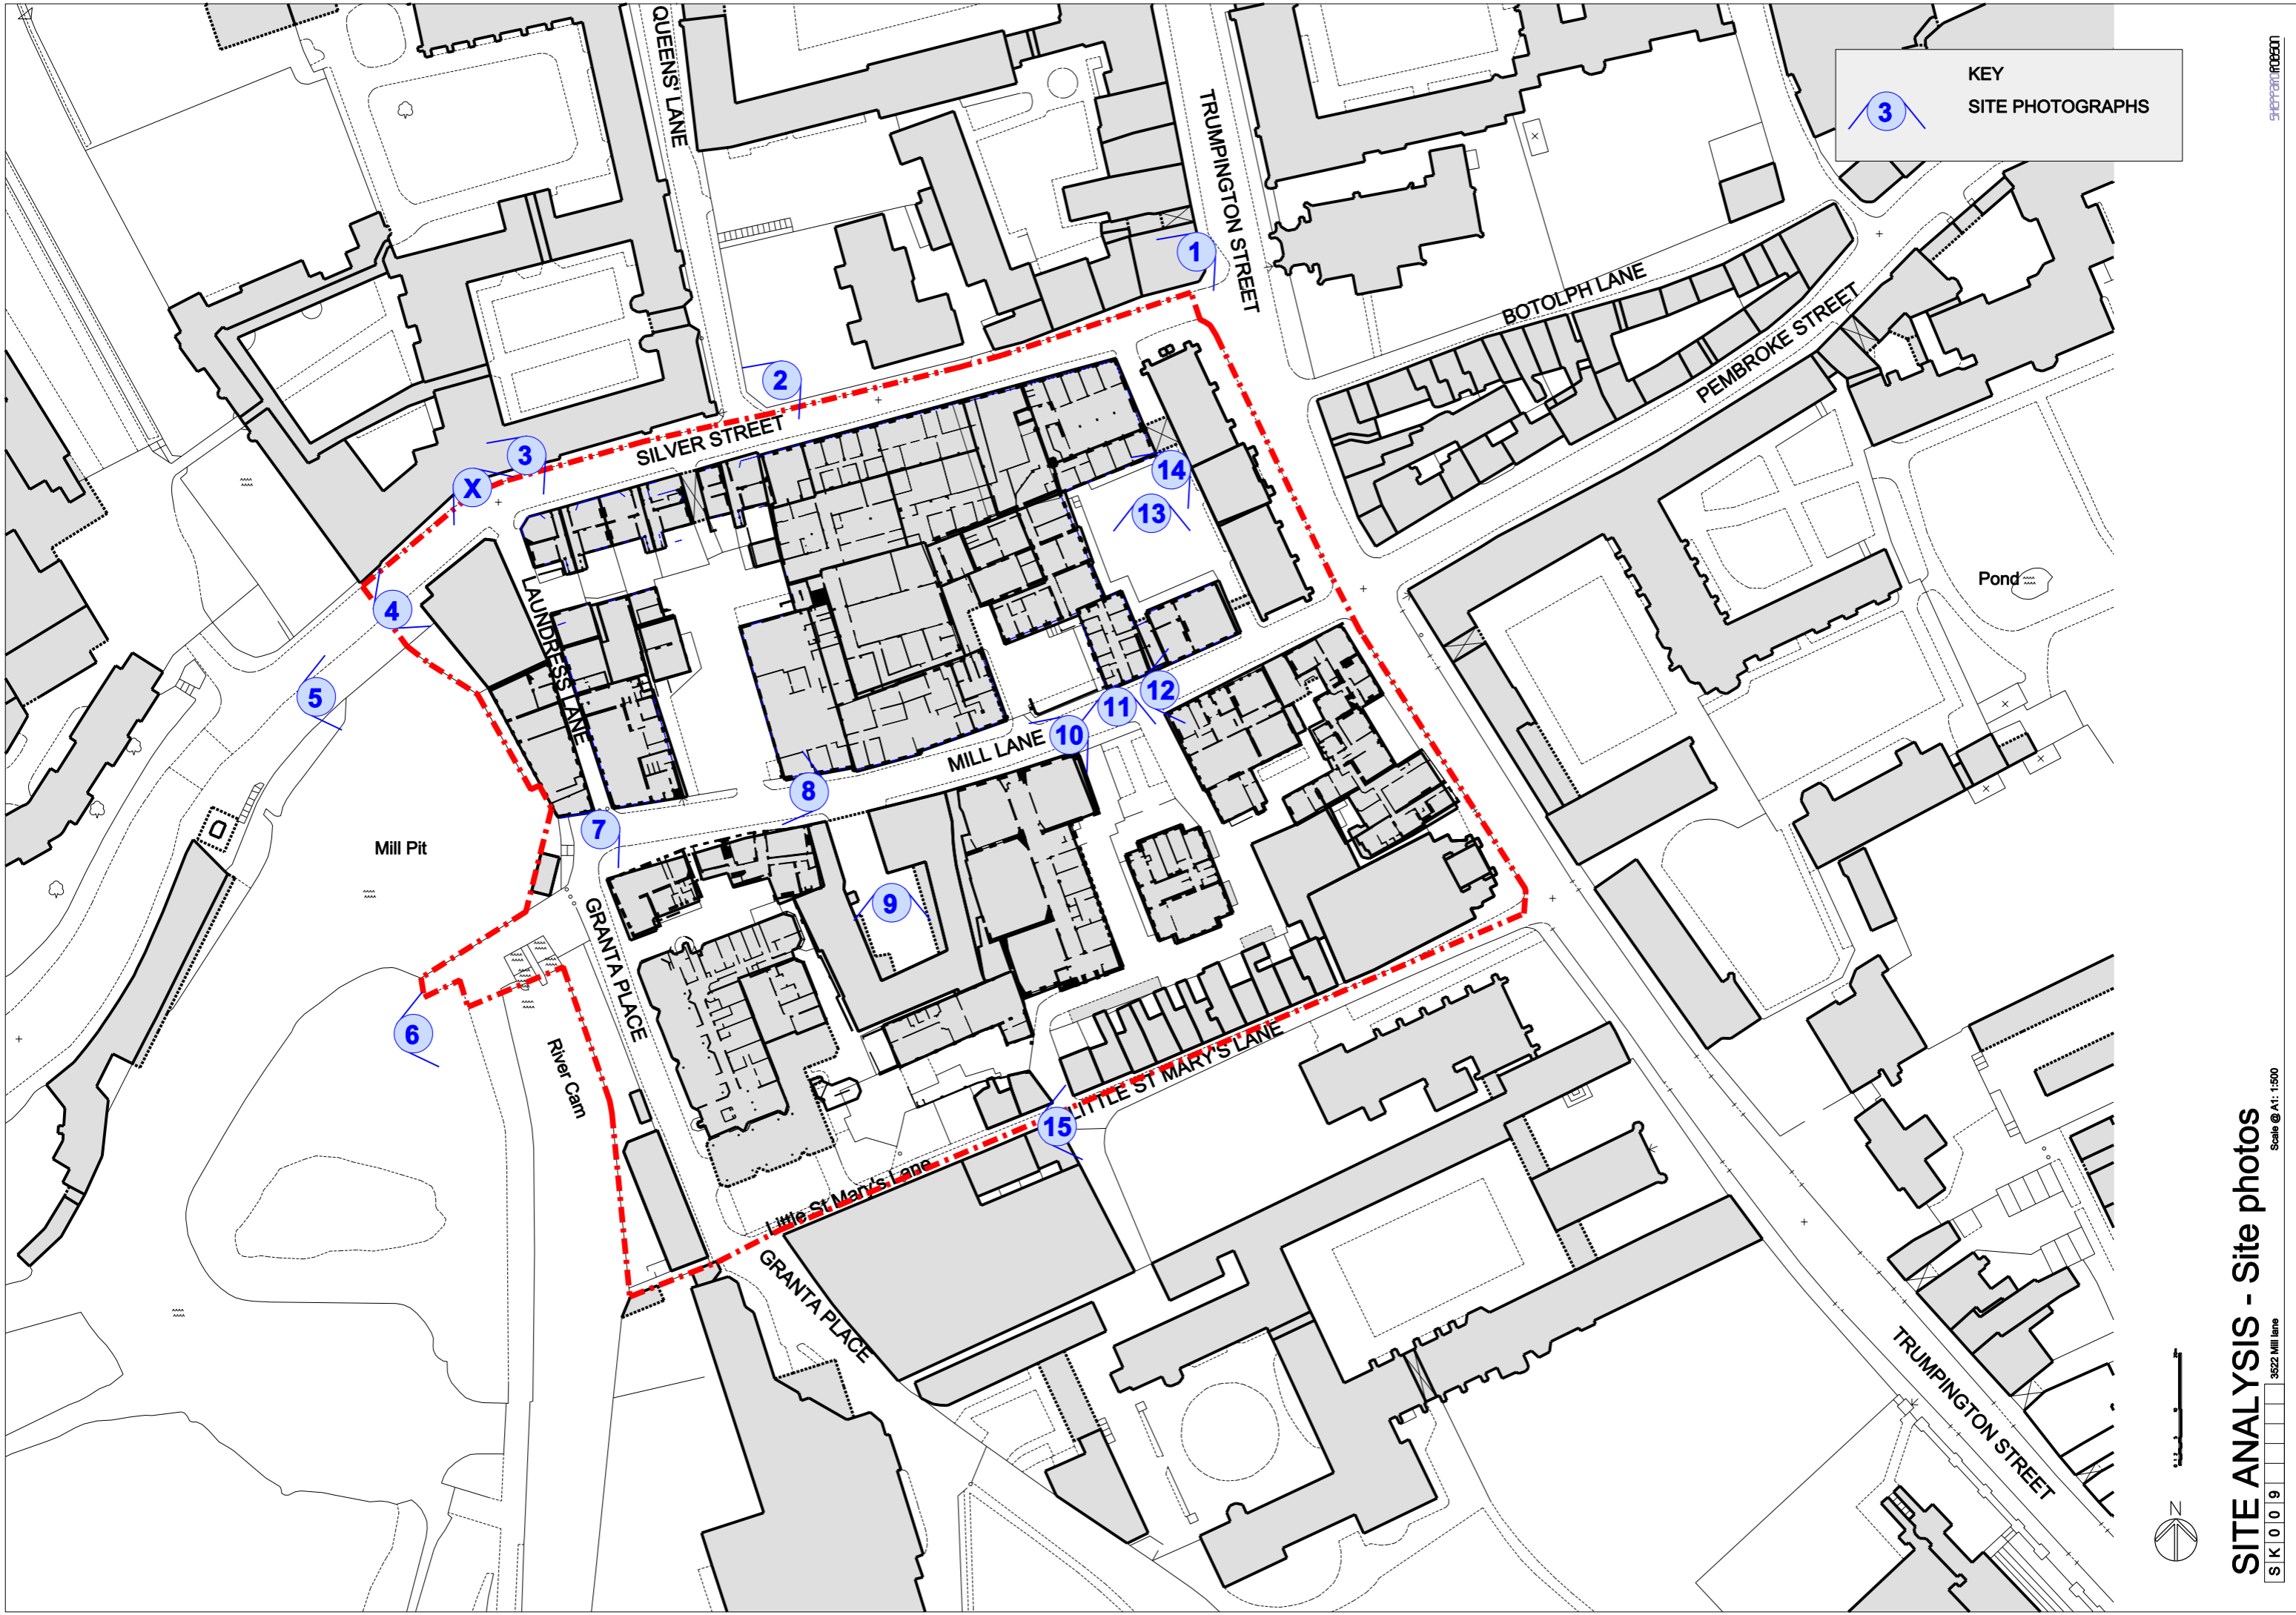 QUEENS' LANE
TRUMPINGTON STREET
KEY
3
SITE PHOTOGRAPHS
1
BOTOLPH LANE
PEMBROKE STREET
2
SILVER STREET
3
X
14
13
4
LAUNDRESS LANE
5
Pond
12
11
10
MILL LANE
8
7
Mill Pit
9
GRANTA PLACE
6
River Cam
LITTLE ST MARY'S LANE
15
Little St Mary's Lane
GRANTA PLACE
TRUMPINGTON STREET
N
SHEPPARD ROBSON
SITE ANALYSIS - Site photos
Scale @ A1: 1:500
SK009
3522 Mill lane